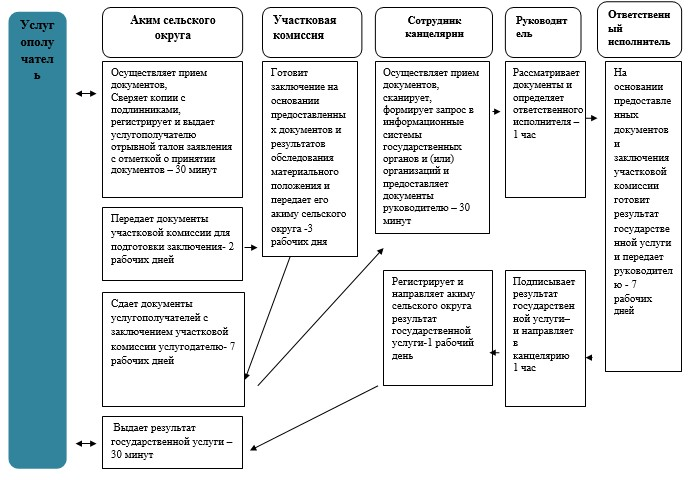 Услуг
ополу
чател
ь
Аким сельского
округа
Участковая
комиссия
Сотрудник
канцелярии
Руководит
ель
Ответствен
ный
исполнитель
Осуществляет прием
документов,
Сверяет копии с
подлинниками,
регистрирует и выдает
услугополучателю
отрывной талон заявления
с отметкой о принятии
документов – 30 минут
Передает документы
участковой комиссии для
подготовки заключения- 2
рабочих дней
Сдает документы
услугополучателей с
заключением участковой
комиссии услугодателю- 7
рабочих дней
Выдает результат
государственной услуги –
30 минут
Готовит
заключение на
основании
предоставленны
х документов и
результатов
обследования
материального
положения и
передает его
акиму сельского
округа -3
рабочих дня
Осуществляет прием
документов,
сканирует,
формирует запрос в
информационные
системы
государственных
органов и (или)
организаций и
предоставляет
документы
руководителю – 30
минут
Регистрирует и
направляет акиму
сельского округа
результат
государственной
услуги-1 рабочий
день
Рассматривает
документы и
определяет
ответственного
исполнителя –
1 час
Подписывает
результат
государствен
ной услуги–
и направляет
в
канцелярию
1 час
На
основании
предоставле
нных
документов
и
заключения
участковой
комиссии
готовит
результат
государстве
нной услуги
и передает
руководител
ю - 7
рабочих
дней